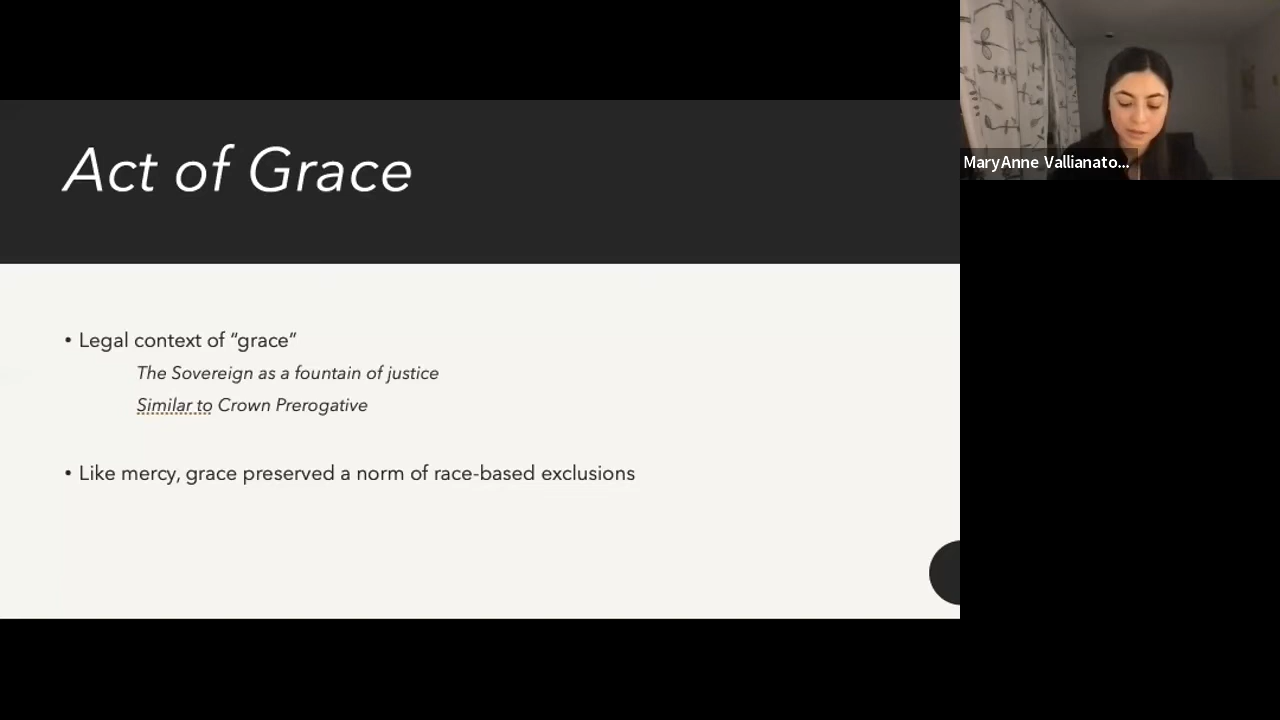 Act of Grace
MaryAnne Vallianato...
• Legal context of “grace”
The Sovereign as a fountain of justice
Similar to Crown Prerogative
• Like mercy, grace preserved a norm of race-based exclusions